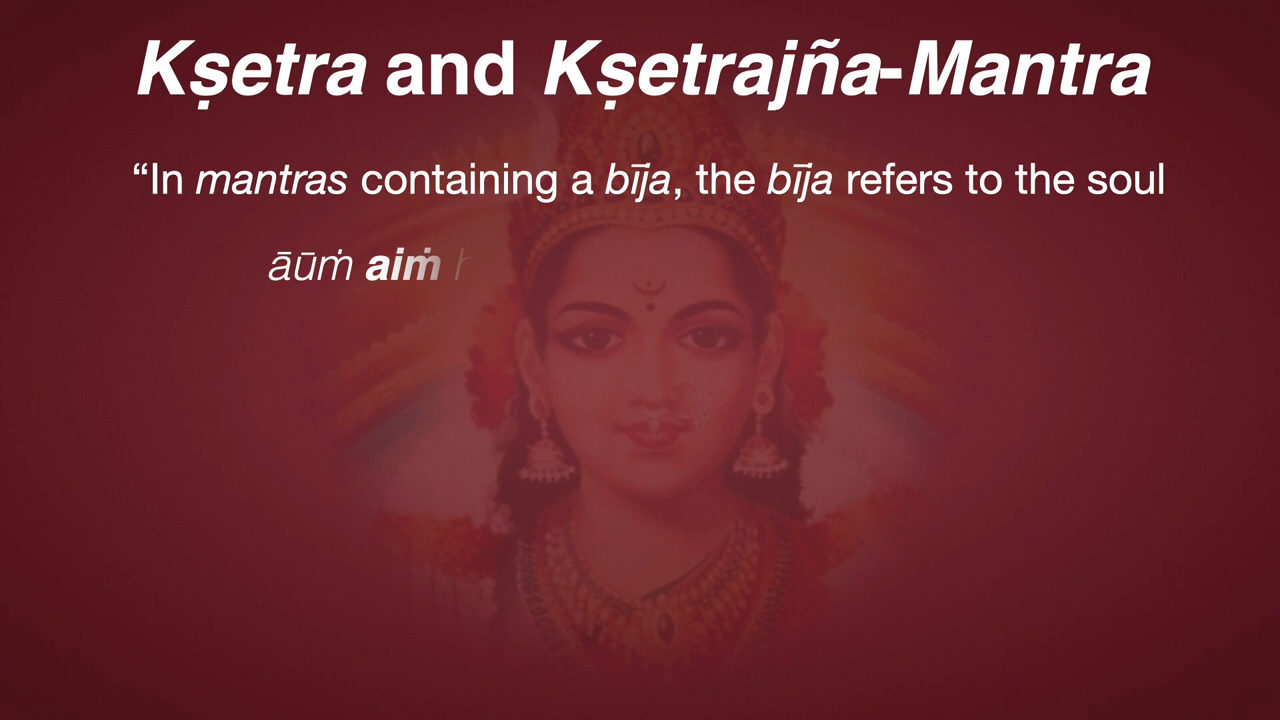 Kṣetra and Kṣetrajña-Mantra
“In mantras containing a bīja, the bīja refers to the soul
āūṁ aiṁ h